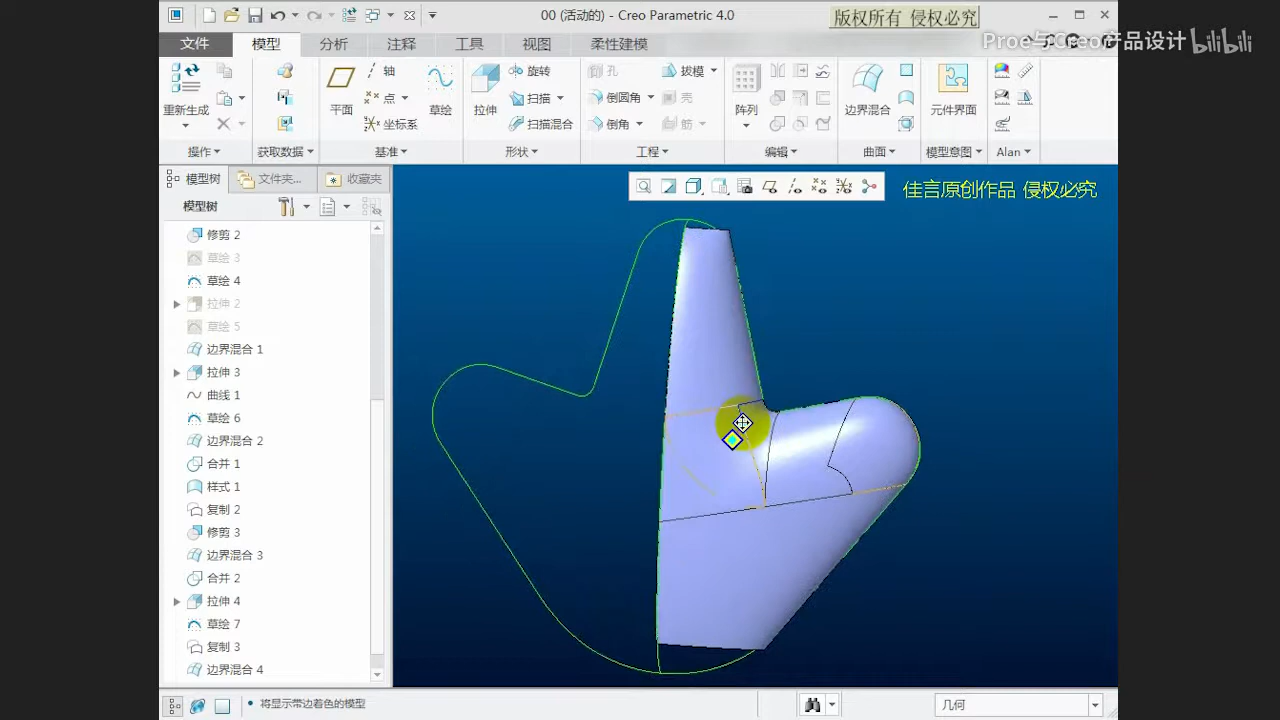 00 (活动的) - Creo Parametric 4.0
版权所有 侵权必究
Proe与Creo产品设计 bilibili
文件 模型 分析 注释 工具 视图 柔性建模
重新生成
平面
轴
点
坐标系
草绘
拉伸
旋转
扫描
扫描混合
孔
倒圆角
倒角
拔模
壳
筋
阵列
边界混合
元件界面
操作 获取数据 基准 形状 工程 编辑 曲面 模型意图 Alan
模型树 文件夹... 收藏夹
模型树
佳言原创作品 侵权必究
修剪 2
草绘 3
草绘 4
拉伸 2
草绘 5
边界混合 1
拉伸 3
曲线 1
草绘 6
边界混合 2
合并 1
样式 1
复制 2
修剪 3
边界混合 3
合并 2
拉伸 4
草绘 7
复制 3
边界混合 4
将显示带边着色的模型
几何